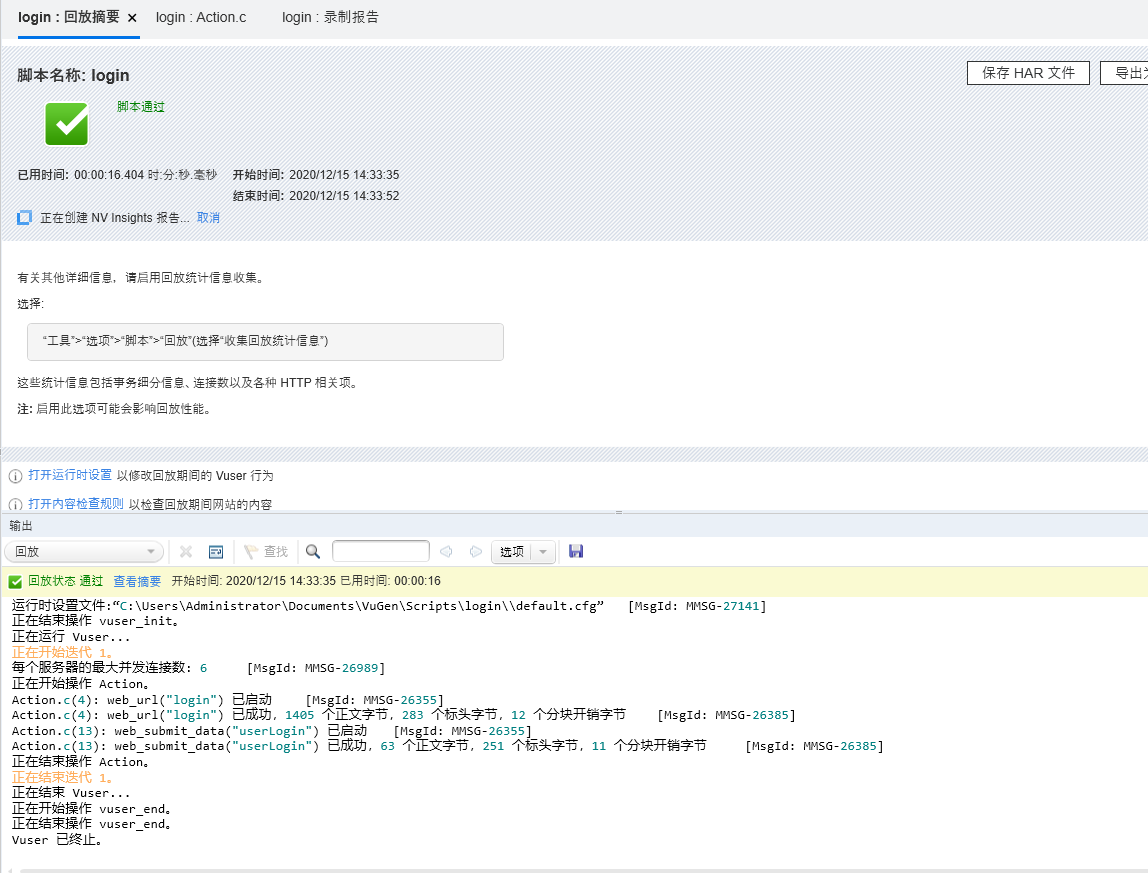 login : 回放摘要 ×
login : Action.c
login : 录制报告
脚本名称: login
保存 HAR 文件
导出为
脚本通过
已用时间: 00:00:16.404 时:分:秒.毫秒 开始时间: 2020/12/15 14:33:35
结束时间: 2020/12/15 14:33:52
正在创建 NV Insights 报告... 取消
有关其他详细信息，请启用回放统计信息收集。
选择:
“工具”>“选项”>“脚本”>“回放”(选择“收集回放统计信息”)
这些统计信息包括事务细分信息、连接数以及各种 HTTP 相关项。
注: 启用此选项可能会影响回放性能。
打开运行时设置 以修改回放期间的 Vuser 行为
打开内容检查规则 以检查回放期间网站的内容
输出
回放
查找
选项
回放状态 通过 查看摘要 开始时间: 2020/12/15 14:33:35 已用时间: 00:00:16
运行时设置文件:“C:\Users\Administrator\Documents\VuGen\Scripts\login\\default.cfg” [MsgId: MMSG-27141]
正在结束操作 vuser_init。
正在运行 Vuser...
正在开始迭代 1。
每个服务器的最大并发连接数: 6 [MsgId: MMSG-26989]
正在开始操作 Action。
Action.c(4): web_url("login") 已启动 [MsgId: MMSG-26355]
Action.c(4): web_url("login") 已成功，1405 个正文字节，283 个标头字节，12 个分块开销字节 [MsgId: MMSG-26385]
Action.c(13): web_submit_data("userLogin") 已启动 [MsgId: MMSG-26355]
Action.c(13): web_submit_data("userLogin") 已成功，63 个正文字节，251 个标头字节，11 个分块开销字节 [MsgId: MMSG-26385]
正在结束操作 Action。
正在结束迭代 1。
正在结束 Vuser...
正在开始操作 vuser_end。
正在结束操作 vuser_end。
Vuser 已终止。